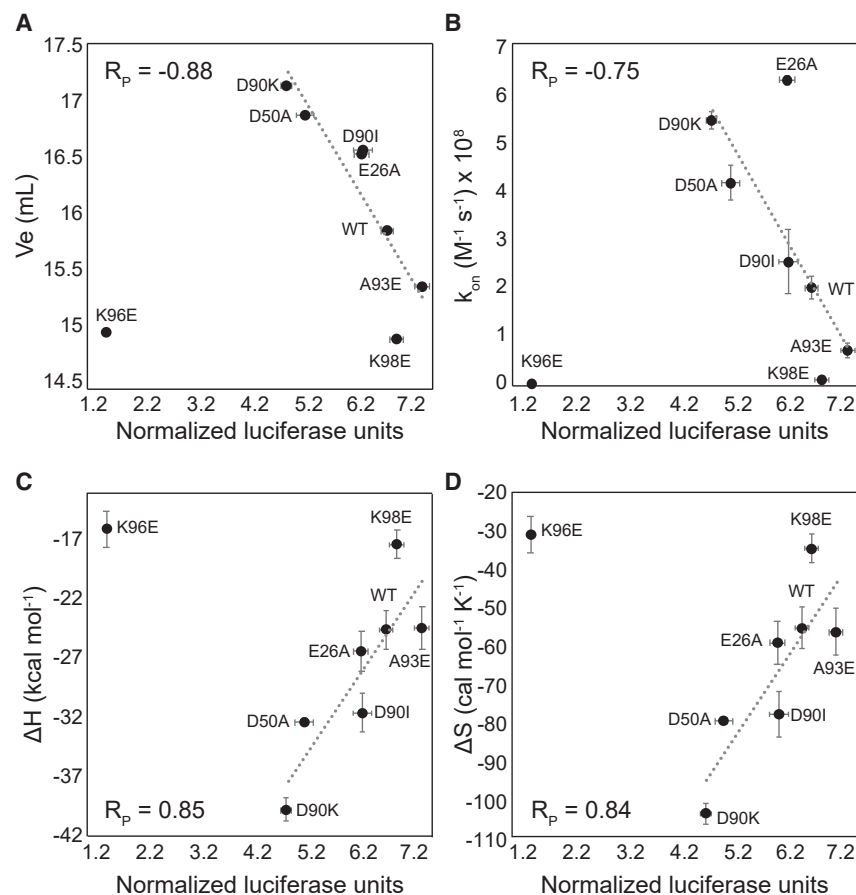 A
17.5
17
16.5
16
15.5
15
14.5
Ve (mL)
R_P = -0.88
D90K
D50A
D90I
E26A
WT
A93E
K96E
K98E
1.2 2.2 3.2 4.2 5.2 6.2 7.2
Normalized luciferase units
B
7
6
5
4
3
2
1
0
k_on (M⁻¹ s⁻¹) x 10⁸
R_P = -0.75
E26A
D90K
D50A
D90I
WT
A93E
K98E
K96E
1.2 2.2 3.2 4.2 5.2 6.2 7.2
Normalized luciferase units
C
-17
-22
-27
-32
-37
-42
ΔH (kcal mol⁻¹)
K96E
K98E
WT
E26A
A93E
D50A
D90I
D90K
R_P = 0.85
1.2 2.2 3.2 4.2 5.2 6.2 7.2
Normalized luciferase units
D
-20
-30
-40
-50
-60
-70
-80
-90
-100
-110
ΔS (cal mol⁻¹ K⁻¹)
K96E
K98E
WT
E26A
A93E
D50A
D90I
D90K
R_P = 0.84
1.2 2.2 3.2 4.2 5.2 6.2 7.2
Normalized luciferase units